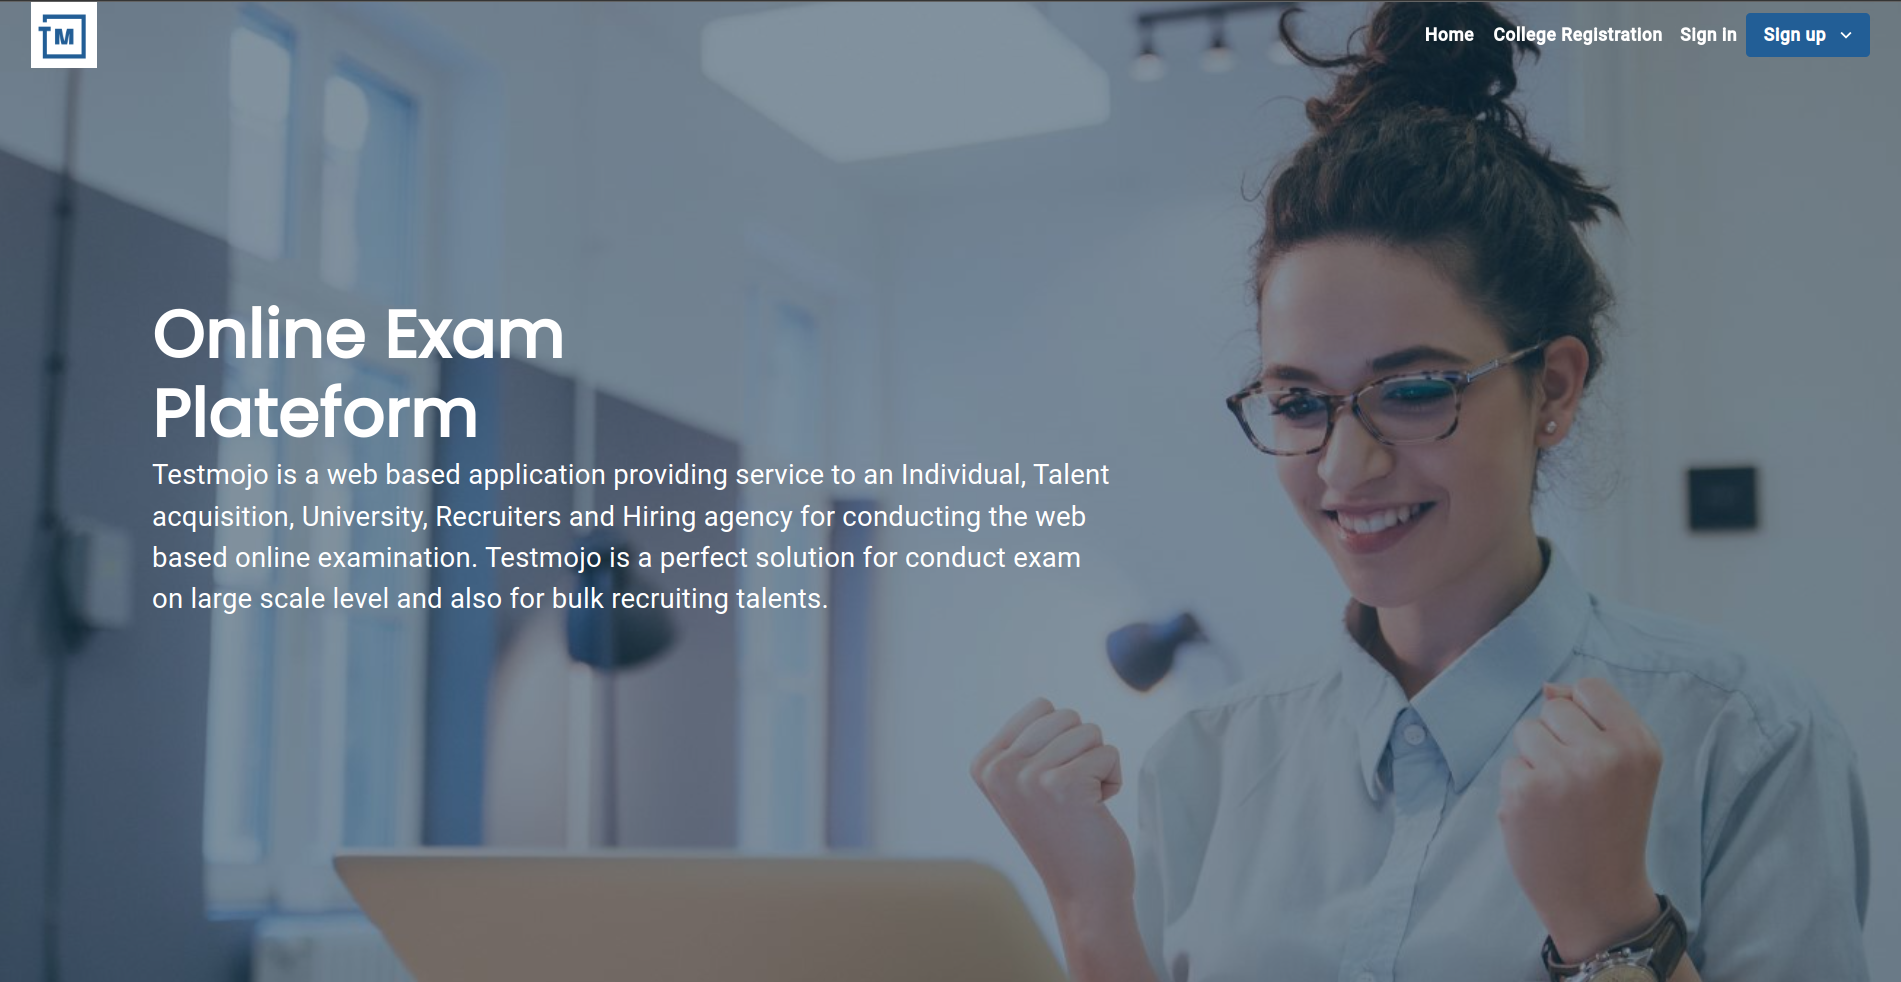 TM
Home College Registration Sign in Sign up
Online Exam
Plateform
Testmojo is a web based application providing service to an Individual, Talent
acquisition, University, Recruiters and Hiring agency for conducting the web
based online examination. Testmojo is a perfect solution for conduct exam
on large scale level and also for bulk recruiting talents.